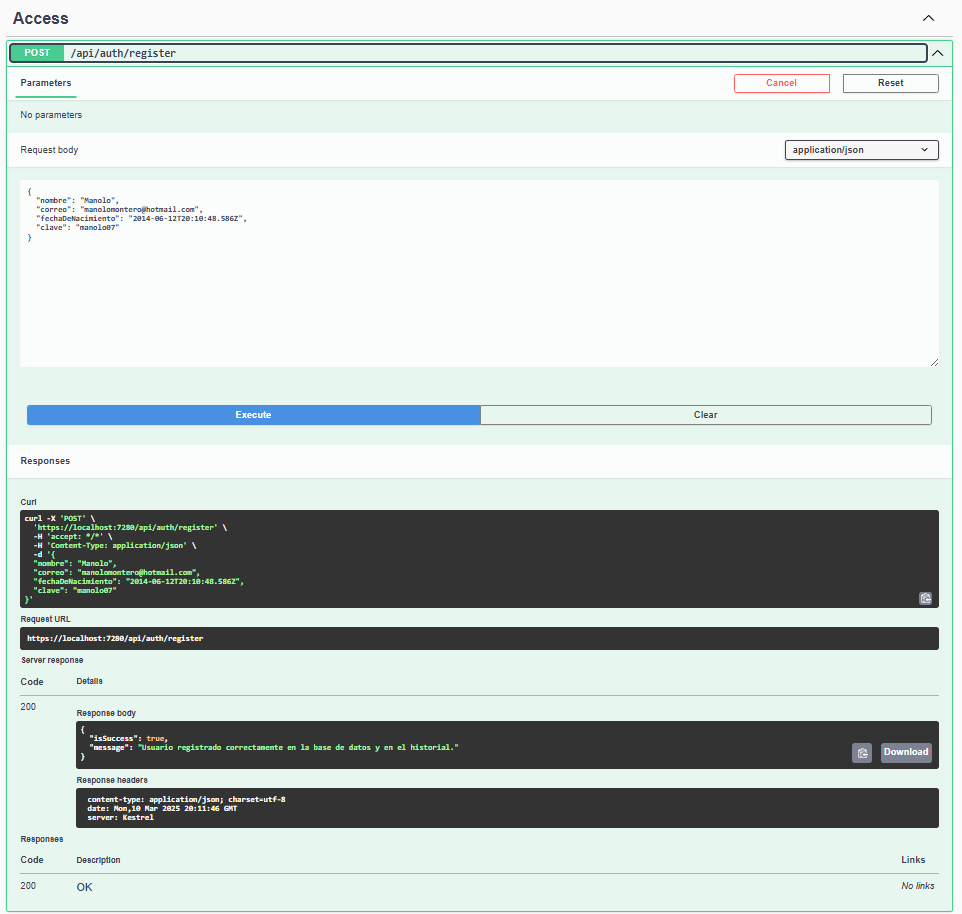 Access
POST /api/auth/register
Parameters
Cancel
Reset
No parameters
Request body
application/json
{
"nombre": "Manolo",
"correo": "manolomontero@hotmail.com",
"fechaDeNacimiento": "2014-06-12T20:10:48.586Z",
"clave": "manolo07"
}
Execute
Clear
Responses
Curl
curl -X 'POST' \
'https://localhost:7280/api/auth/register' \
-H 'accept: */*' \
-H 'Content-Type: application/json' \
-d '{
"nombre": "Manolo",
"correo": "manolomontero@hotmail.com",
"fechaDeNacimiento": "2014-06-12T20:10:48.586Z",
"clave": "manolo07"
}'
Request URL
https://localhost:7280/api/auth/register
Server response
Code Details
200
Response body
{
"isSuccess": true,
"message": "Usuario registrado correctamente en la base de datos y en el historial."
}
Download
Response headers
content-type: application/json; charset=utf-8
date: Mon,10 Mar 2025 20:11:46 GMT
server: Kestrel
Responses
Code Description Links
200 OK No links